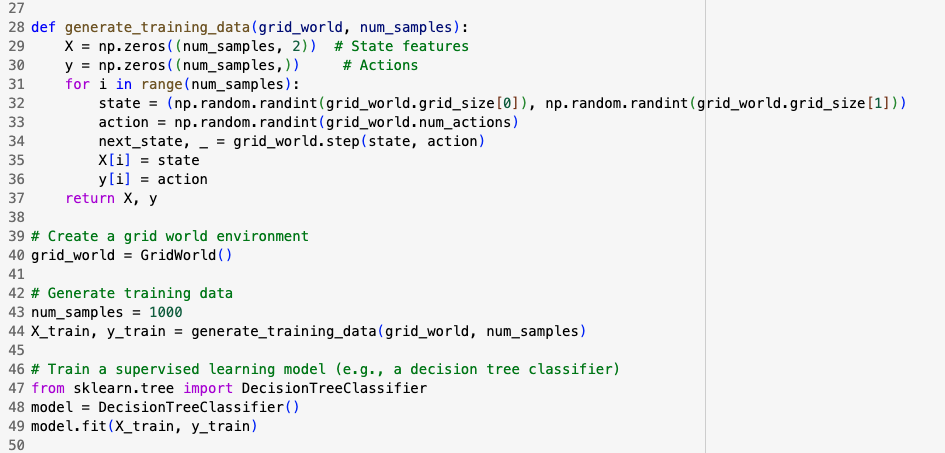 27
28 def generate_training_data(grid_world, num_samples):
29     X = np.zeros((num_samples, 2))  # State features
30     y = np.zeros((num_samples,))     # Actions
31     for i in range(num_samples):
32         state = (np.random.randint(grid_world.grid_size[0]), np.random.randint(grid_world.grid_size[1]))
33         action = np.random.randint(grid_world.num_actions)
34         next_state, _ = grid_world.step(state, action)
35         X[i] = state
36         y[i] = action
37     return X, y
38
39 # Create a grid world environment
40 grid_world = GridWorld()
41
42 # Generate training data
43 num_samples = 1000
44 X_train, y_train = generate_training_data(grid_world, num_samples)
45
46 # Train a supervised learning model (e.g., a decision tree classifier)
47 from sklearn.tree import DecisionTreeClassifier
48 model = DecisionTreeClassifier()
49 model.fit(X_train, y_train)
50